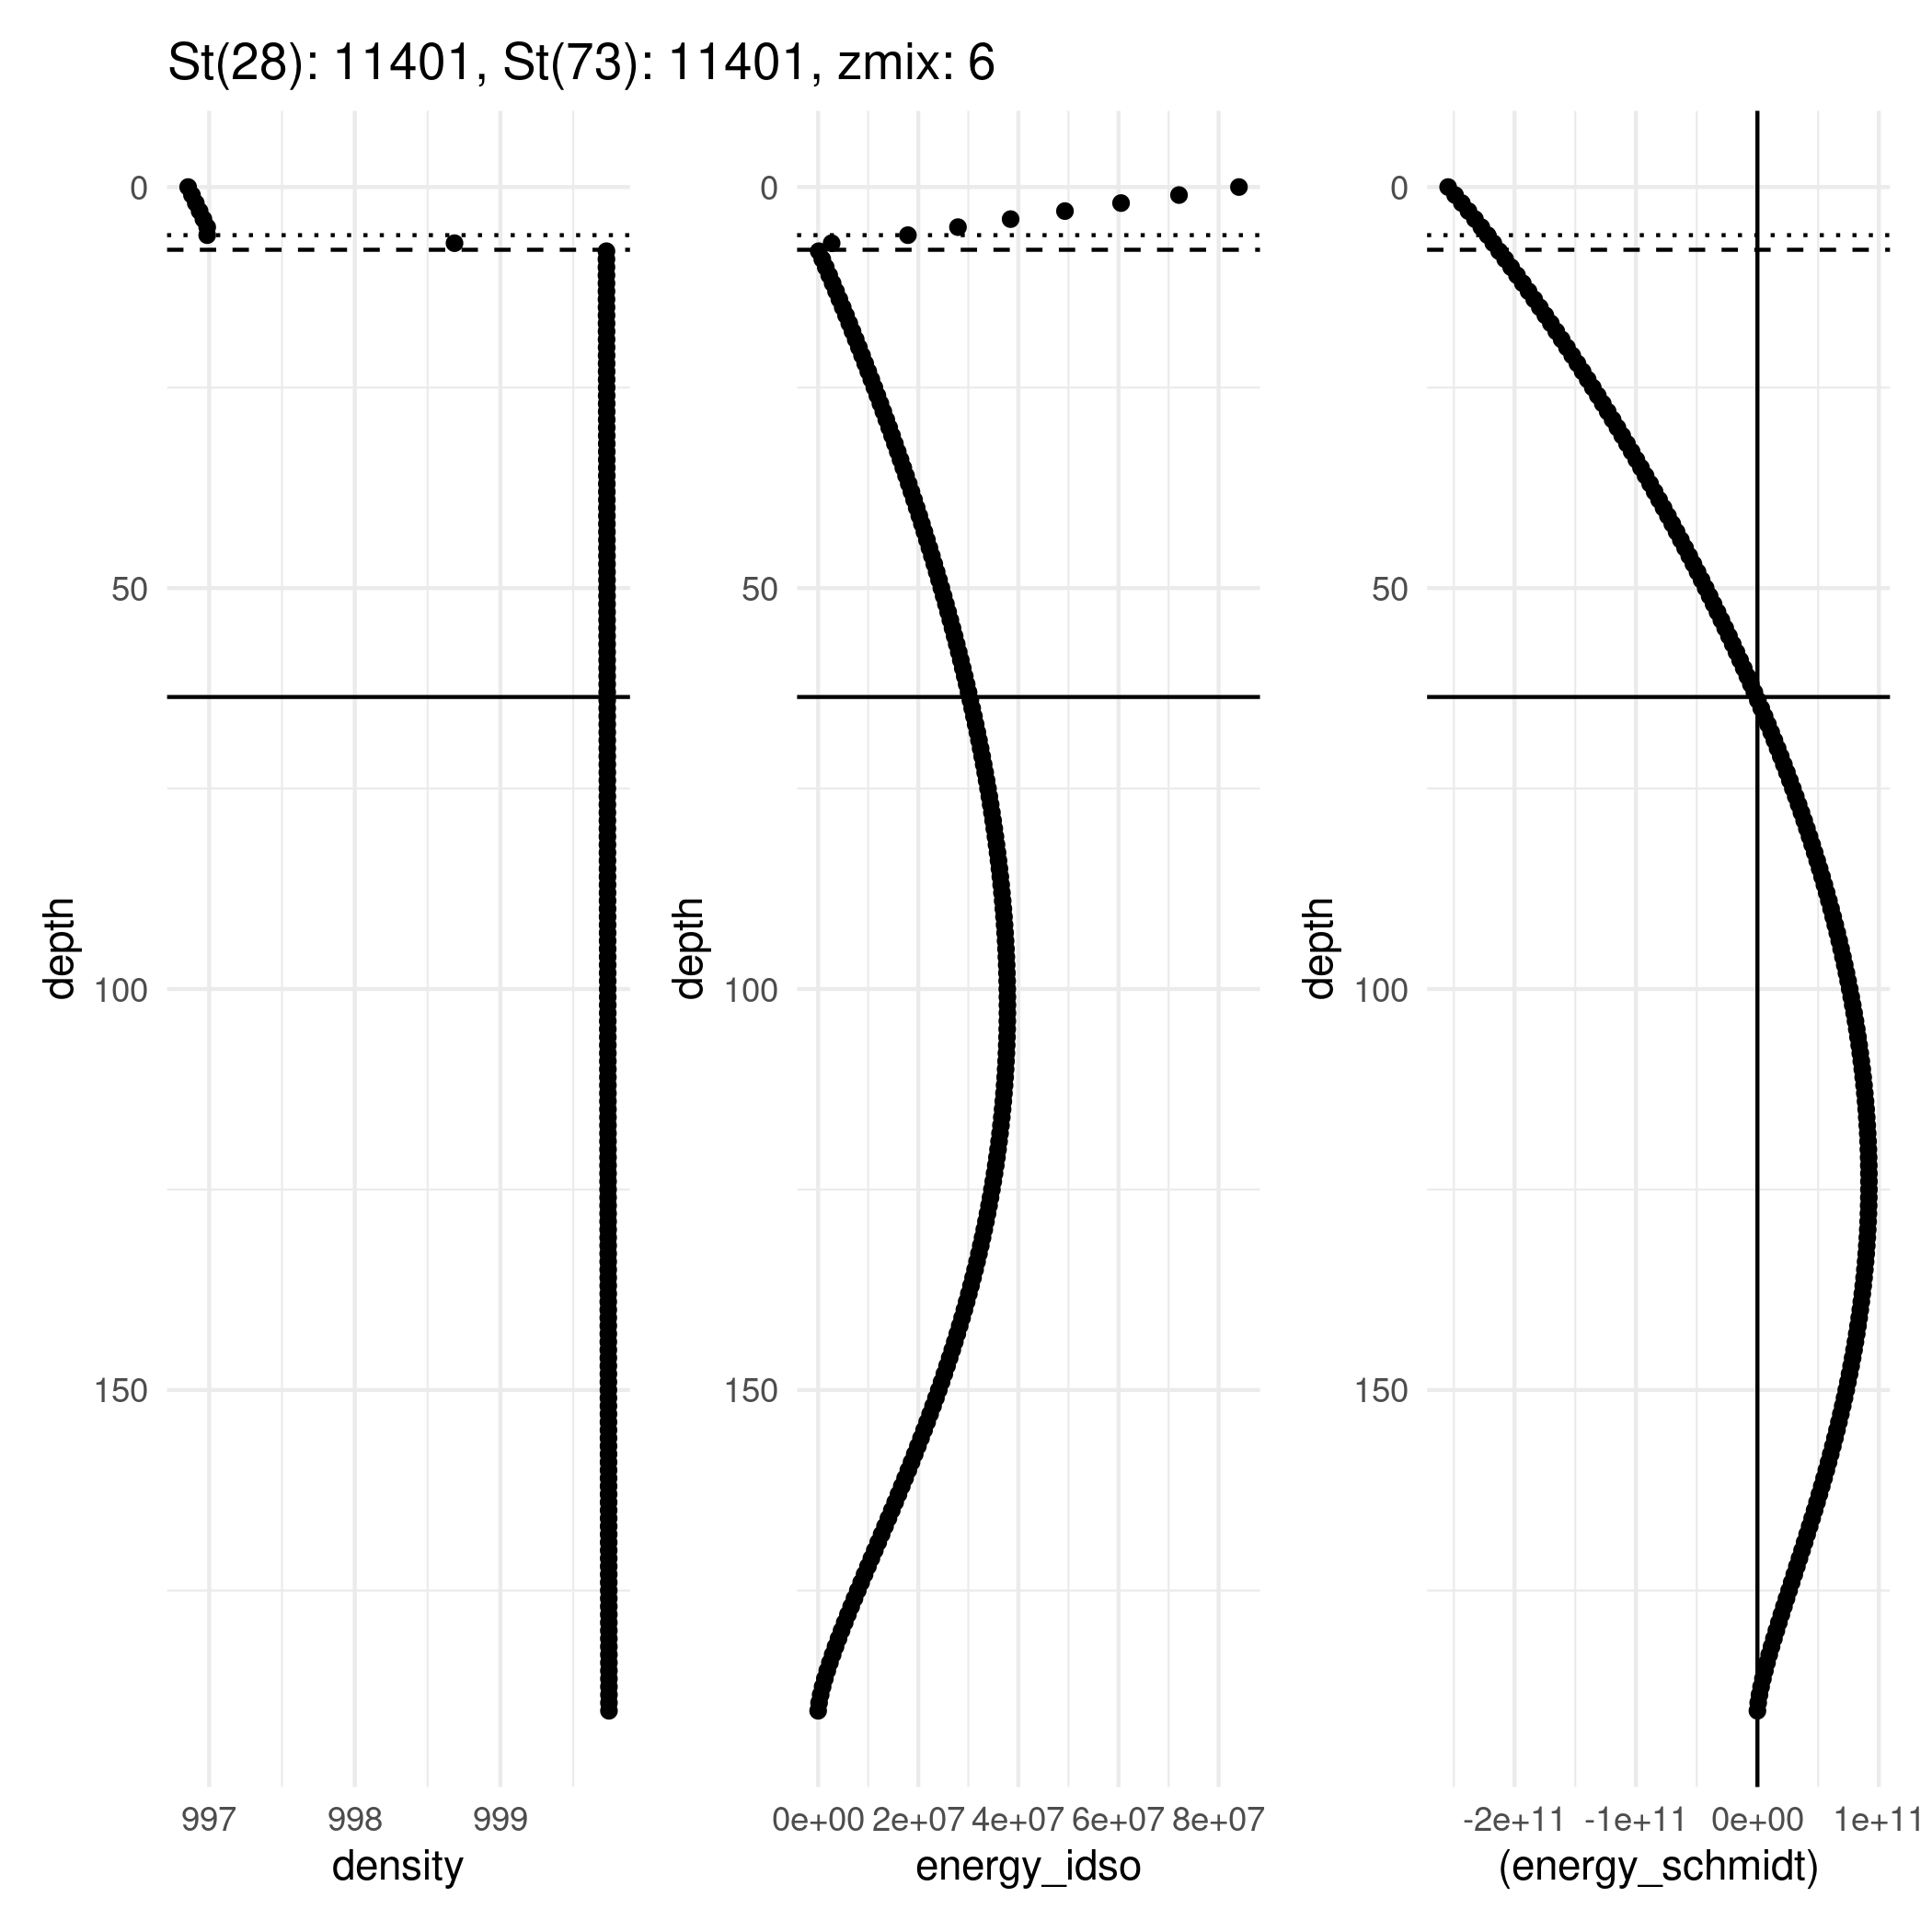 St(28): 11401, St(73): 11401, zmix: 6
0
50
100
150
depth
997
998
999
density
0
50
100
150
depth
0e+00
2e+07
4e+07
6e+07
8e+07
energy_idso
0
50
100
150
depth
-2e+11
-1e+11
0e+00
1e+11
(energy_schmidt)